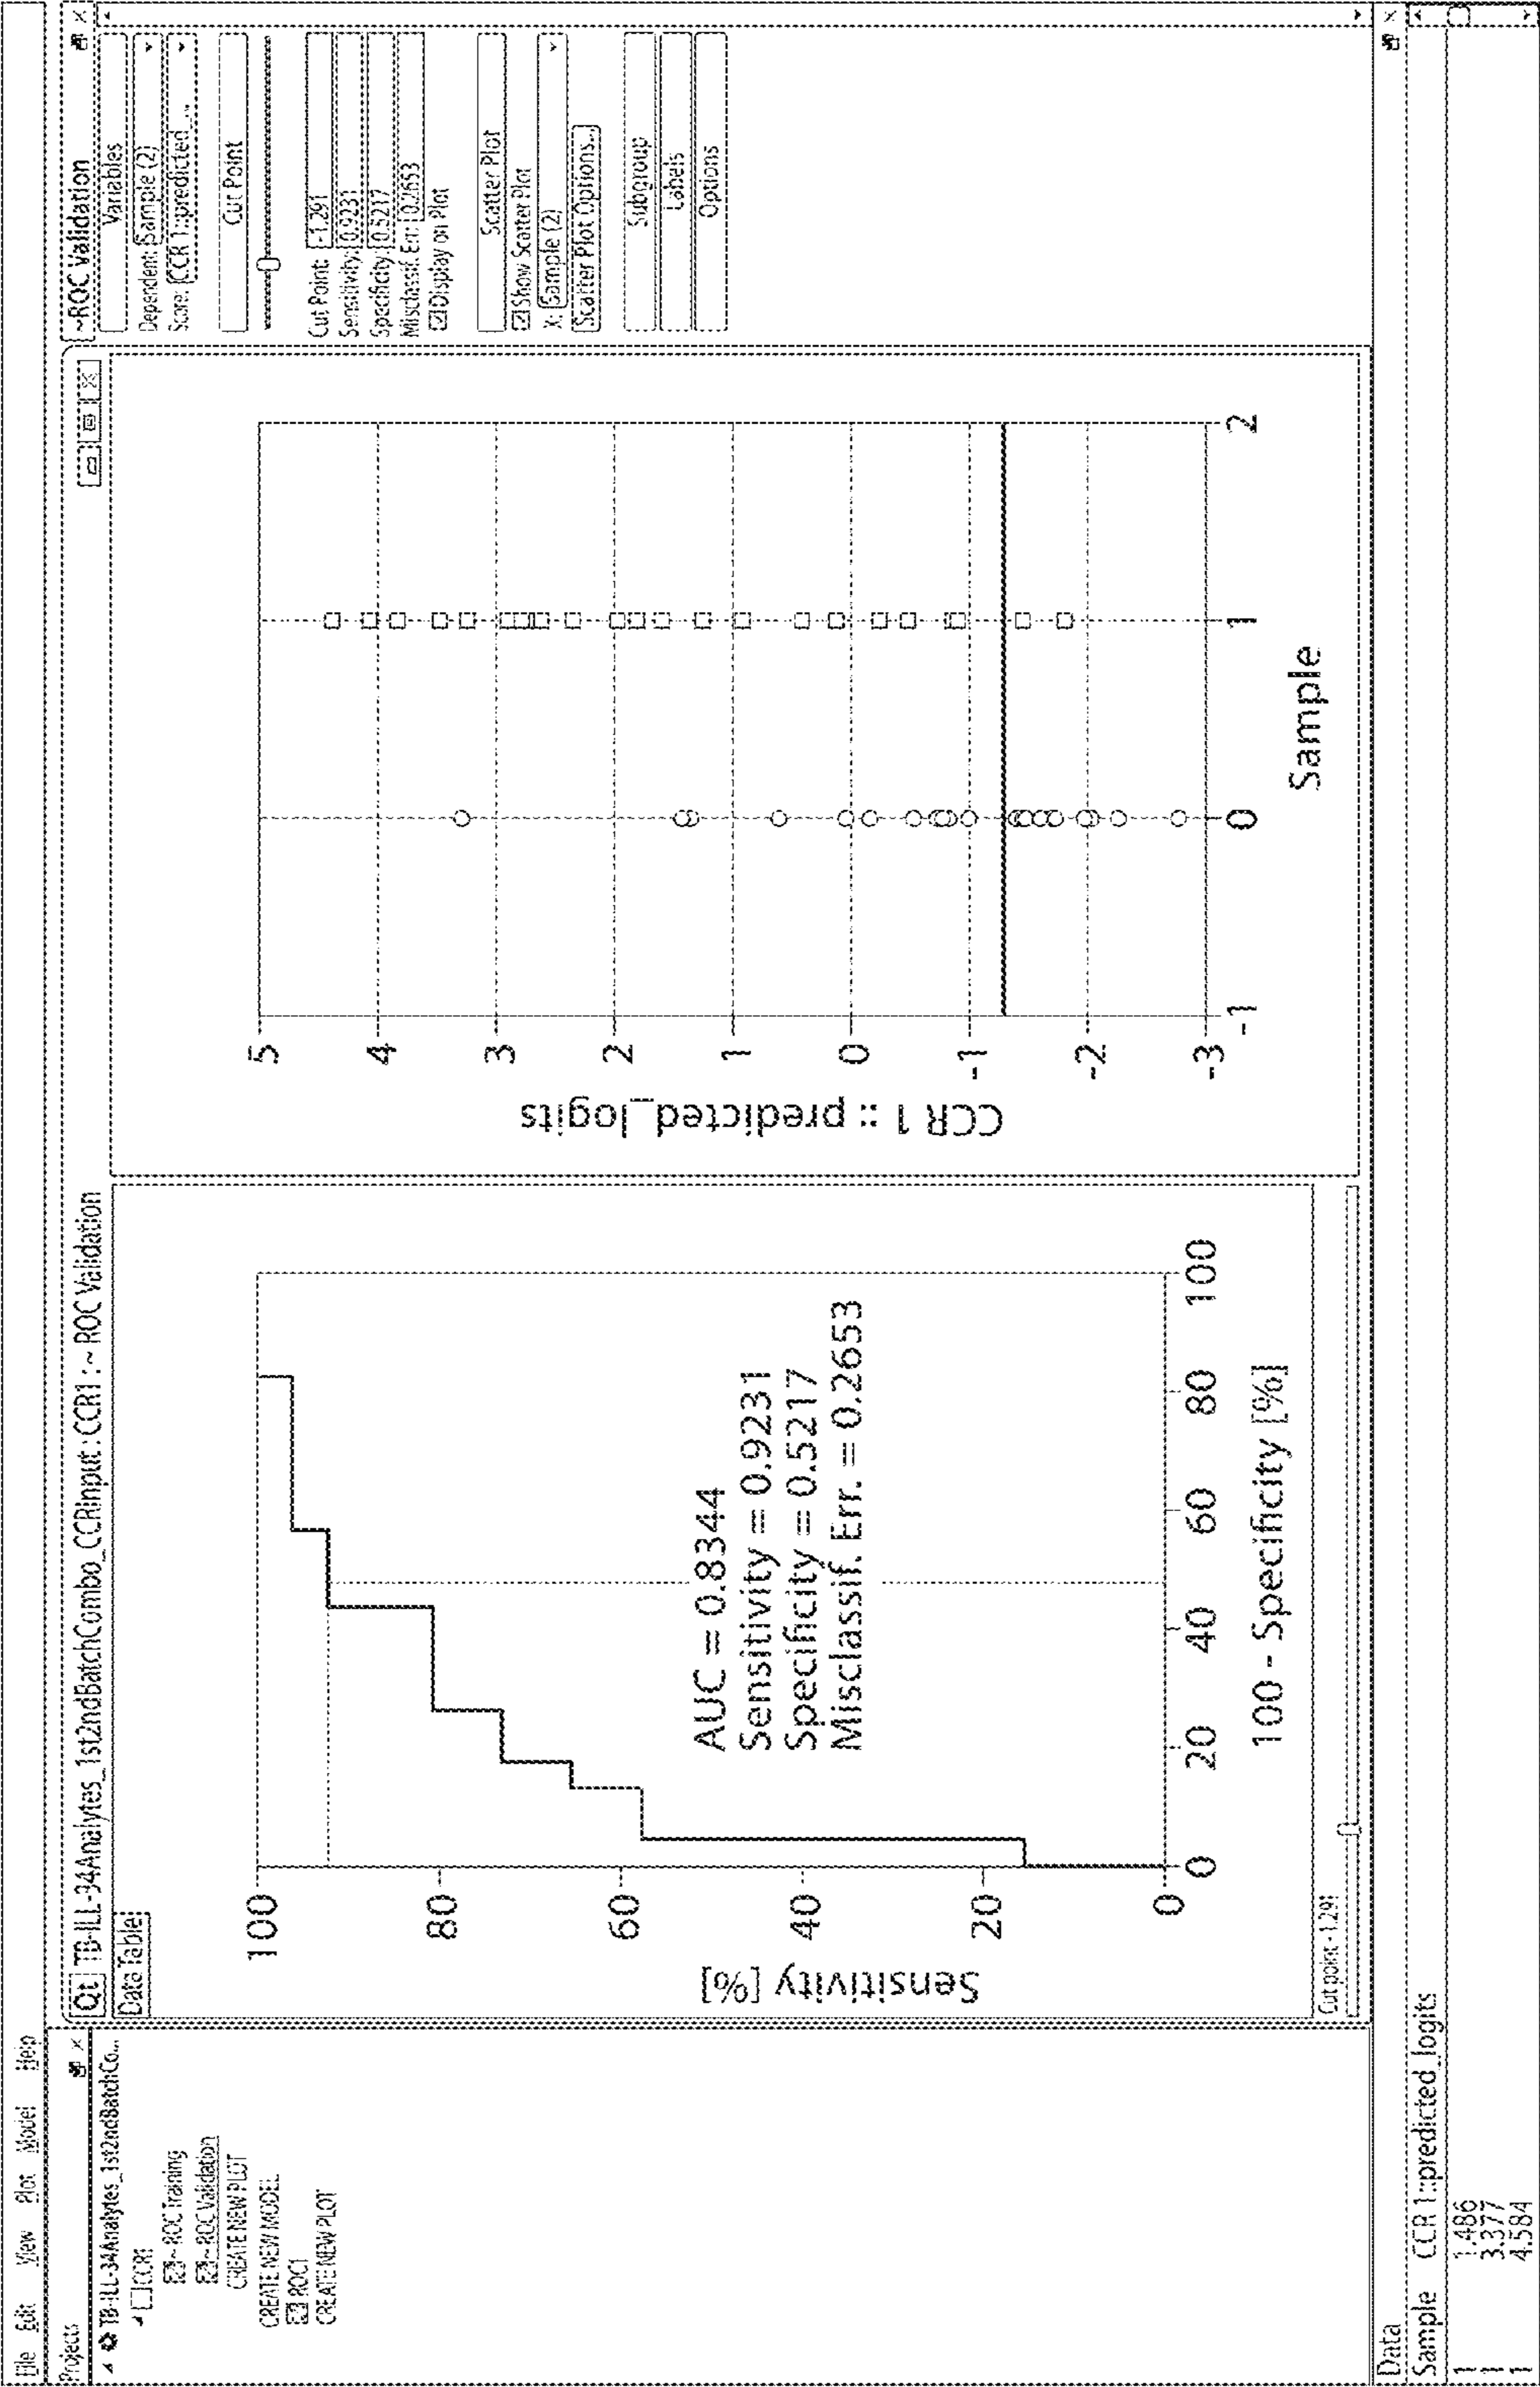 File Edit View Plot Model Help
Projects
TB-ILL-34Analytes_1st2ndBatchCo...
CCR1
~ ROC Training
~ ROC Validation
CREATE NEW PLOT
CREATE NEW MODEL
ROC1
CREATE NEW PLOT
Qt TB-ILL-34Analytes_1st2ndBatchCombo_CCRinput::CCR1:~ ROC Validation
Data Table:
Sensitivity [%]
100
80
60
40
20
0
AUC = 0.8344
Sensitivity = 0.9231
Specificity = 0.5217
Misclassif. Err. = 0.2653
0 20 40 60 80 100
100 - Specificity [%]
Cut point: -1.291
CCR 1 :: predicted_logits
5
4
3
2
1
0
-1
-2
-3
-1 0 1 2
Sample
~ROC Validation
Variables
Dependent: Sample (2)
Score: CCR 1::predicted_...
Cut Point
Cut Point: -1.291
Sensitivity: 0.9231
Specificity: 0.5217
Misclassif. Err: 0.2653
Display on Plot
Scatter Plot
Show Scatter Plot
X: Sample (2)
Scatter Plot Options...
Subgroup
Labels
Options
Data
Sample CCR 1::predicted_logits
1 1.486
1 3.377
1 4.584